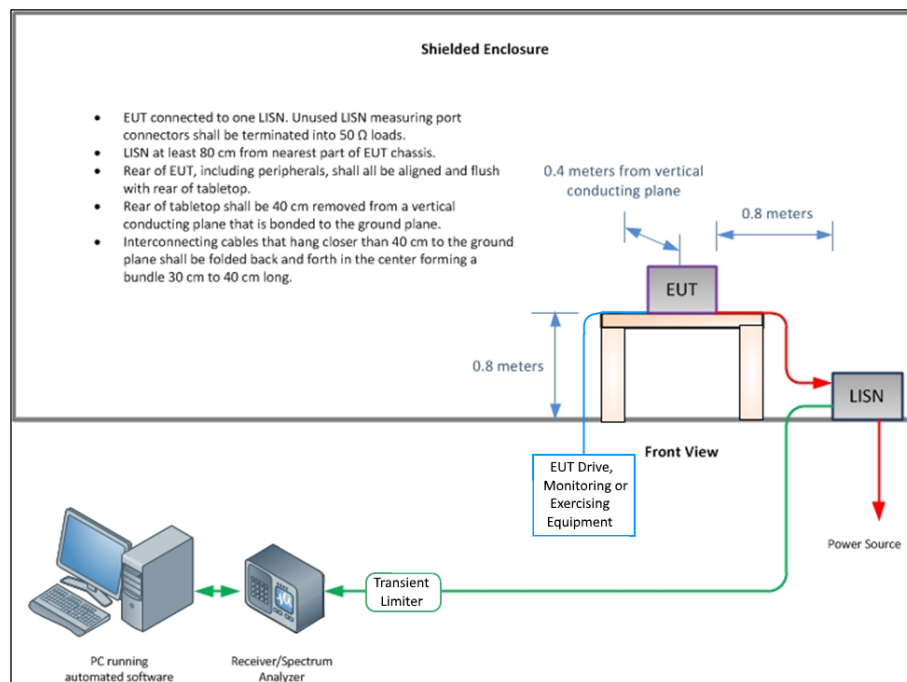 Shielded Enclosure
• EUT connected to one LISN. Unused LISN measuring port
connectors shall be terminated into 50 Ω loads.
• LISN at least 80 cm from nearest part of EUT chassis.
• Rear of EUT, including peripherals, shall all be aligned and flush
with rear of tabletop.
• Rear of tabletop shall be 40 cm removed from a vertical
conducting plane that is bonded to the ground plane.
• Interconnecting cables that hang closer than 40 cm to the ground
plane shall be folded back and forth in the center forming a
bundle 30 cm to 40 cm long.
0.4 meters from vertical
conducting plane
0.8 meters
EUT
0.8 meters
LISN
Front View
EUT Drive,
Monitoring or
Exercising
Equipment
Power Source
Transient
Limiter
PC running
automated software
Receiver/Spectrum
Analyzer